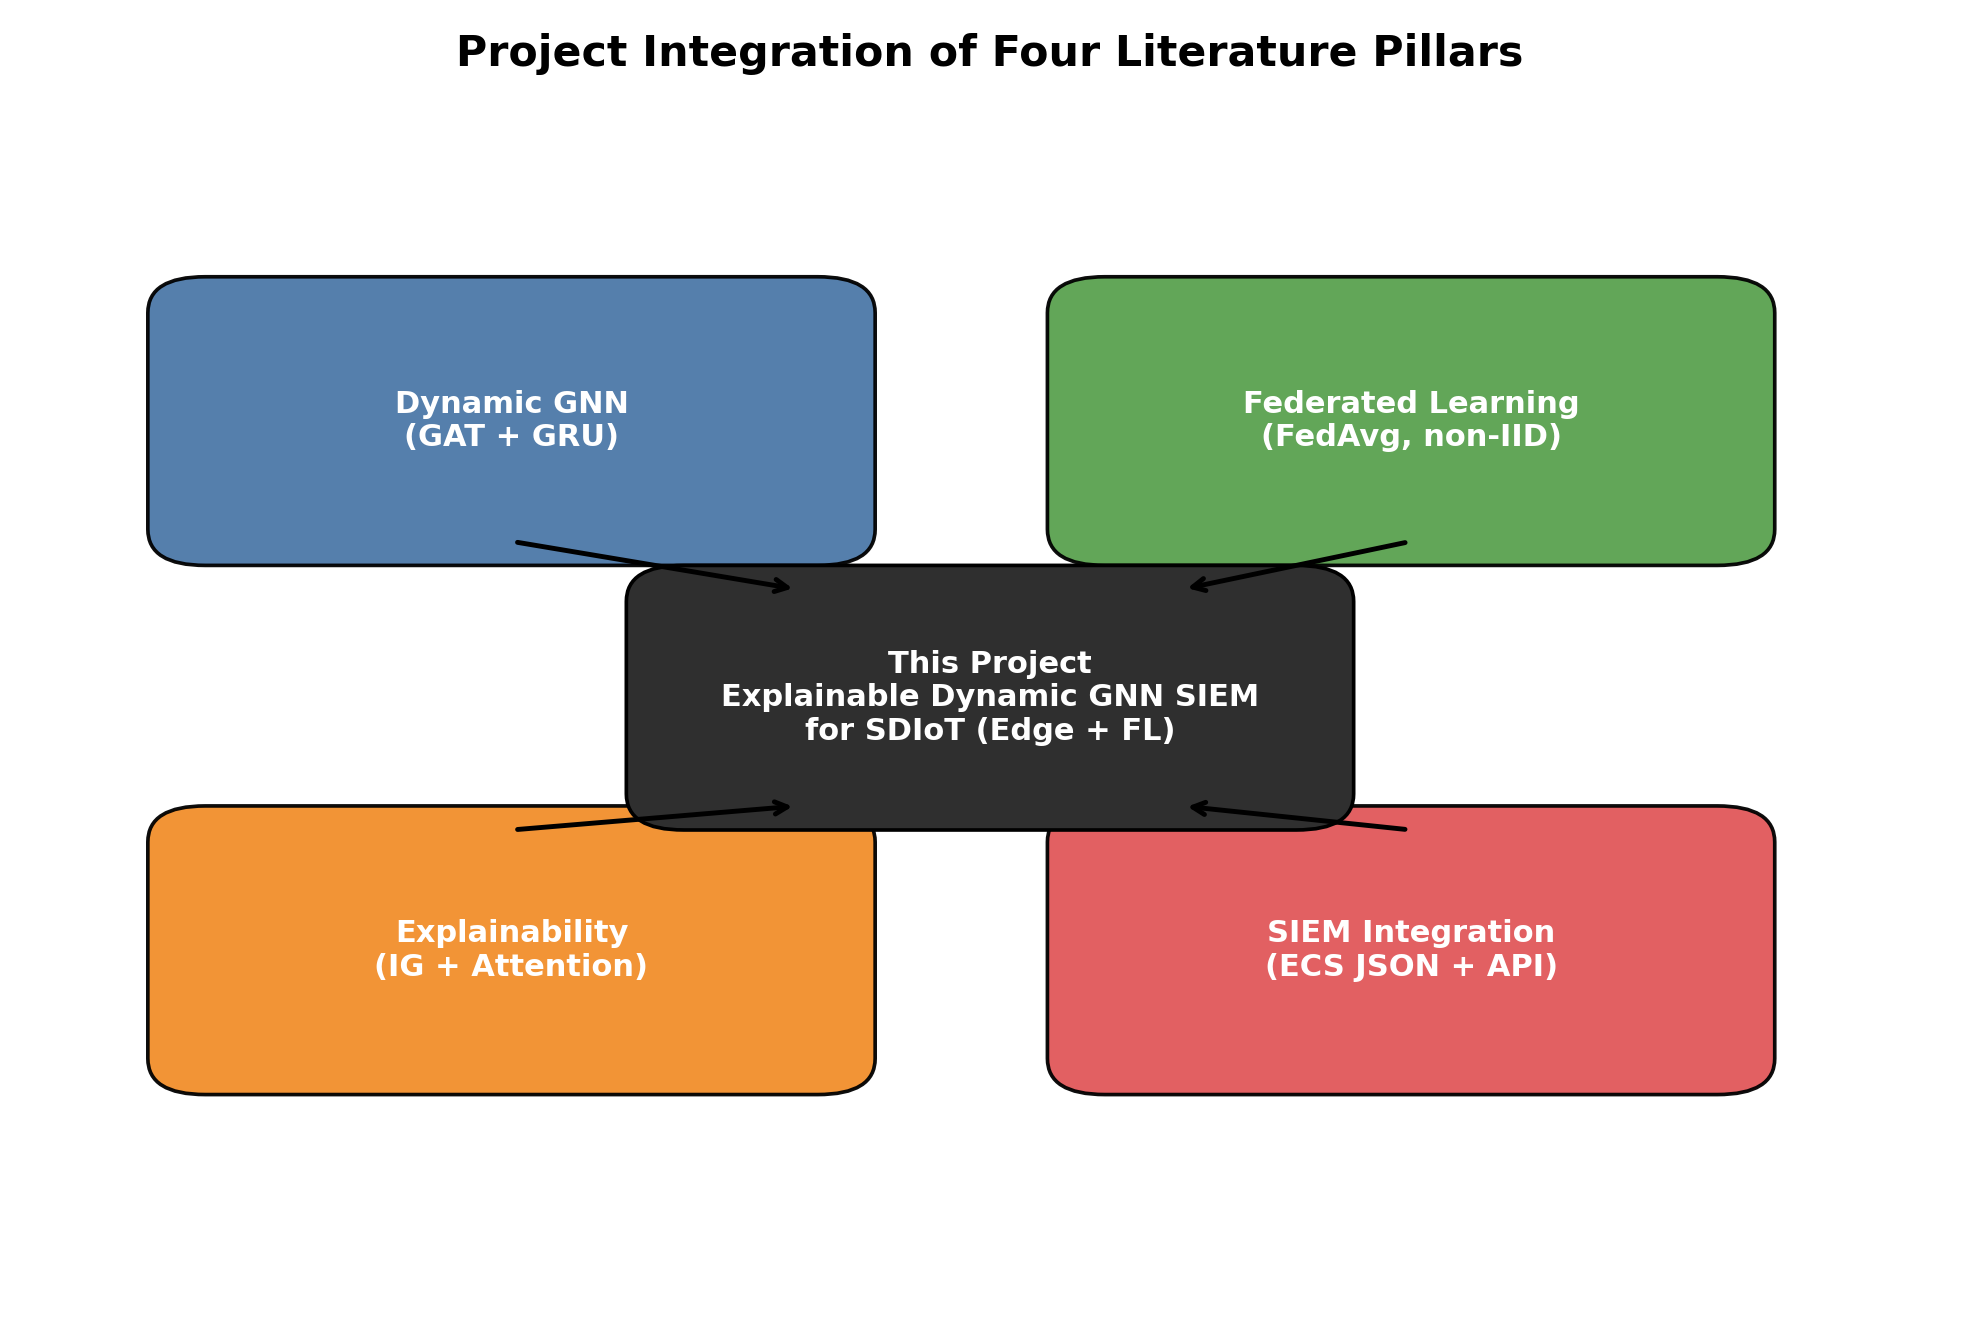 Project Integration of Four Literature Pillars
Dynamic GNN
(GAT + GRU)
Federated Learning
(FedAvg, non-IID)
This Project
Explainable Dynamic GNN SIEM
for SDIoT (Edge + FL)
Explainability
(IG + Attention)
SIEM Integration
(ECS JSON + API)